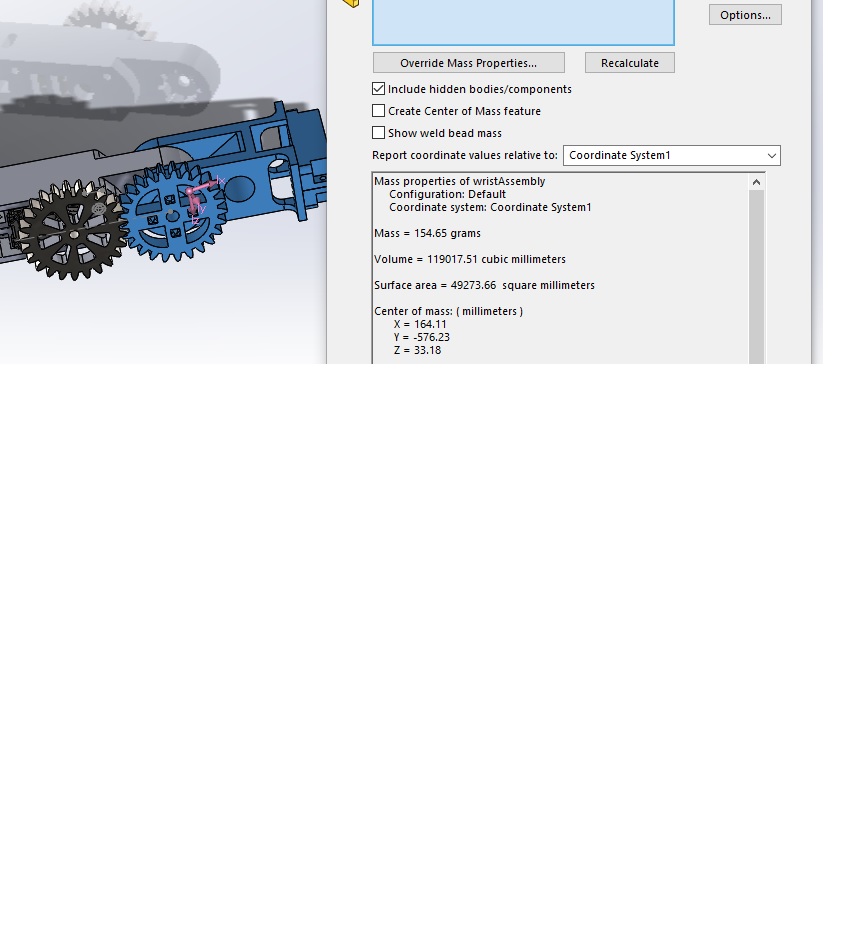 Options...
Override Mass Properties...
Recalculate
Include hidden bodies/components
Create Center of Mass feature
Show weld bead mass
Report coordinate values relative to: Coordinate System1
Mass properties of wristAssembly
Configuration: Default
Coordinate system: Coordinate System1
Mass = 154.65 grams
Volume = 119017.51 cubic millimeters
Surface area = 49273.66 square millimeters
Center of mass: ( millimeters )
X = 164.11
Y = -576.23
Z = 33.18